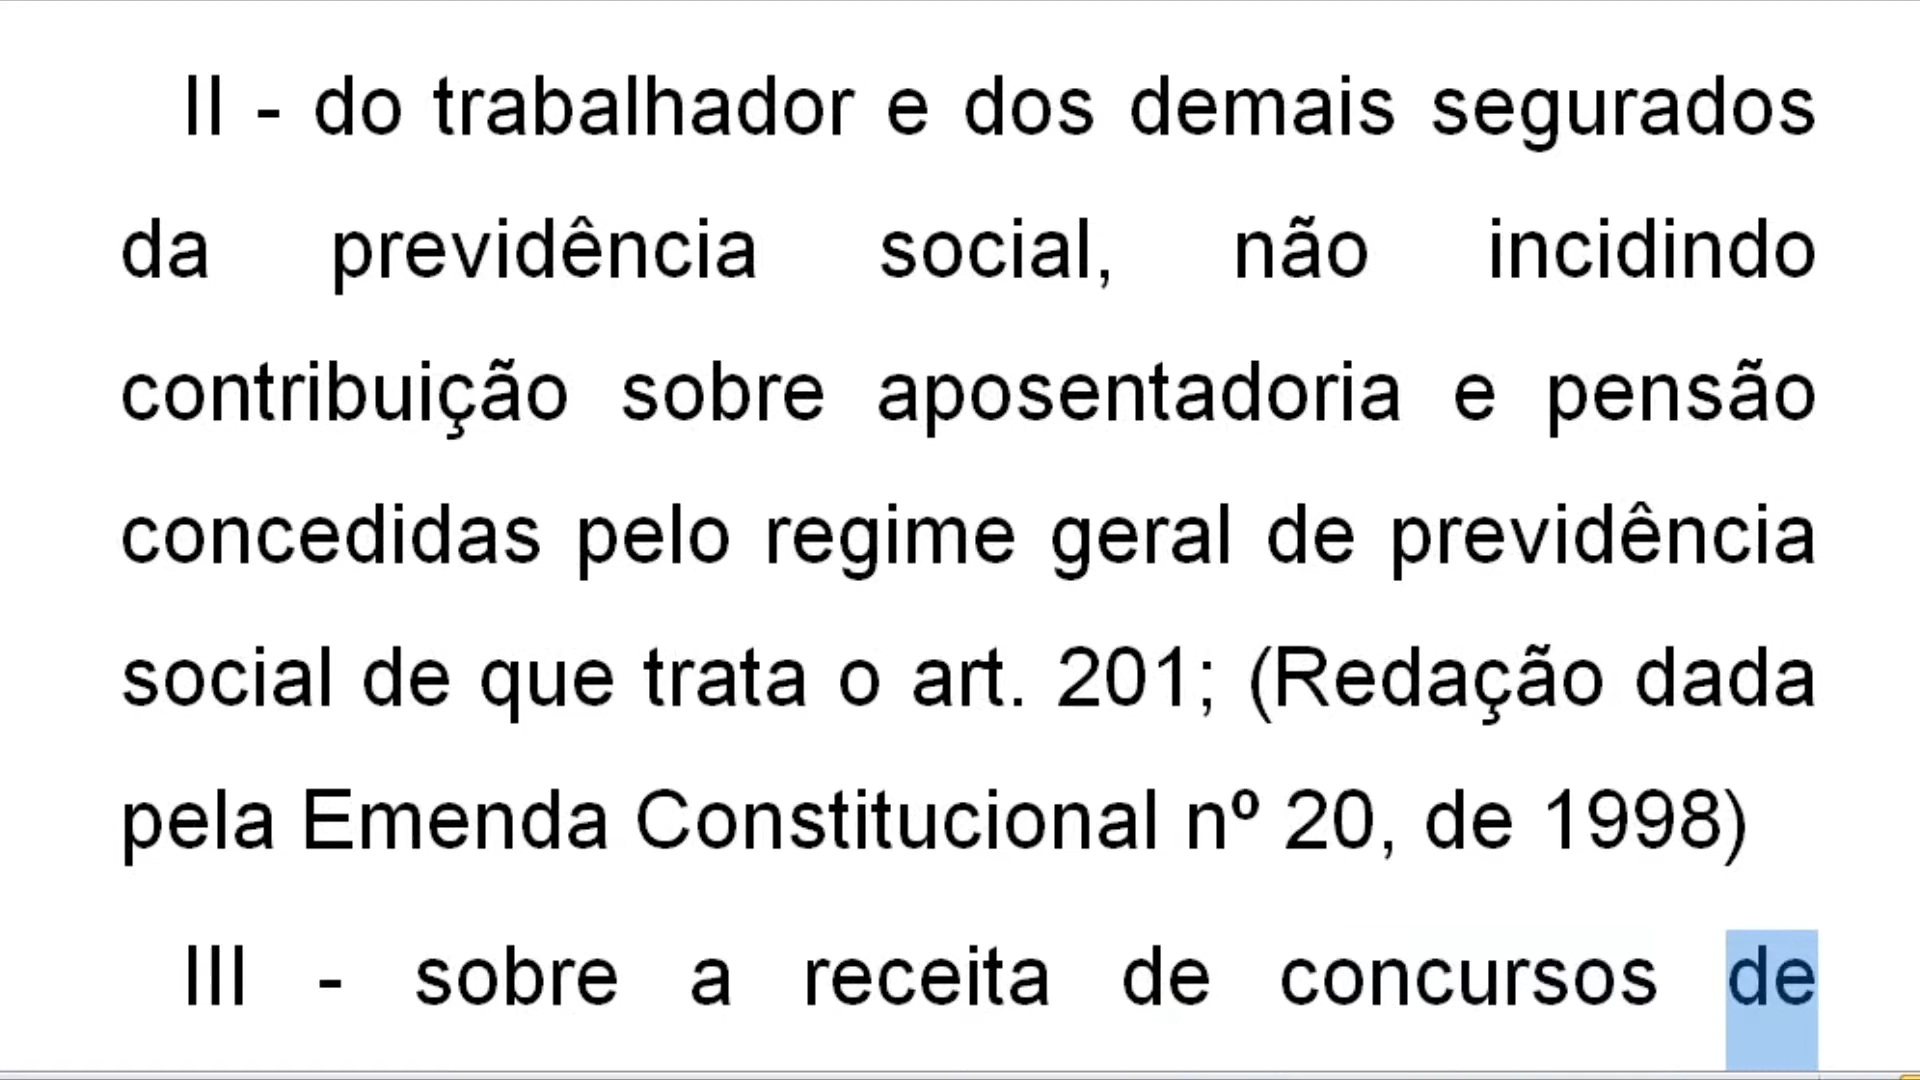 II - do trabalhador e dos demais segurados
da previdência social, não incidindo
contribuição sobre aposentadoria e pensão
concedidas pelo regime geral de previdência
social de que trata o art. 201; (Redação dada
pela Emenda Constitucional nº 20, de 1998)
III - sobre a receita de concursos de